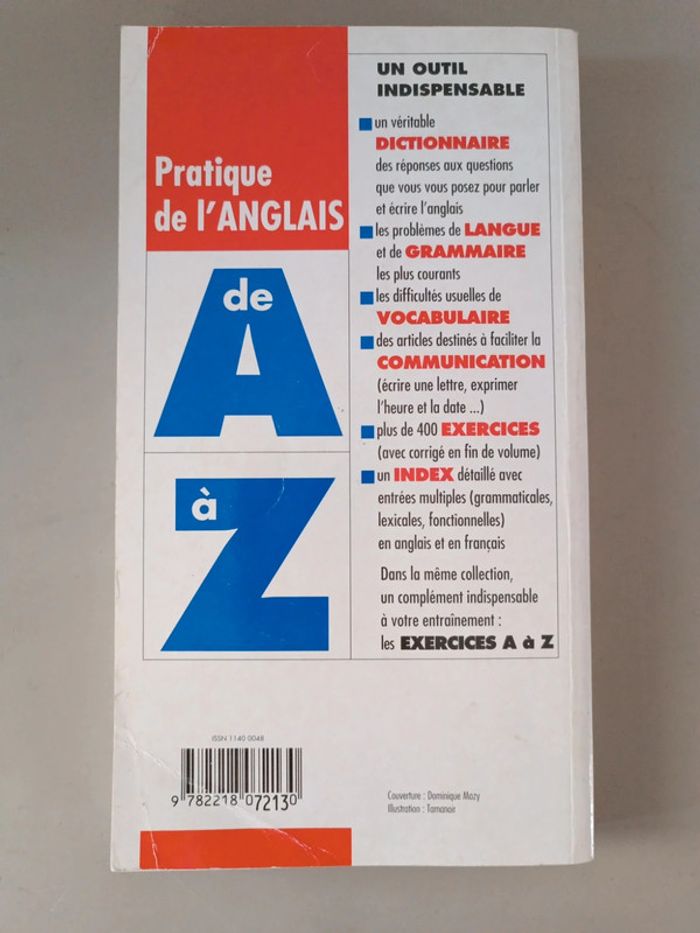 Pratique
de l'ANGLAIS
de
A
à
Z
UN OUTIL
INDISPENSABLE
un véritable
DICTIONNAIRE
des réponses aux questions
que vous vous posez pour parler
et écrire l'anglais
les problèmes de LANGUE
et de GRAMMAIRE
les plus courants
les difficultés usuelles de
VOCABULAIRE
des articles destinés à faciliter la
COMMUNICATION
(écrire une lettre, exprimer
l'heure et la date ...)
plus de 400 EXERCICES
(avec corrigé en fin de volume)
un INDEX détaillé avec
entrées multiples (grammaticales,
lexicales, fonctionnelles)
en anglais et en français
Dans la même collection,
un complément indispensable
à votre entraînement :
les EXERCICES A à Z
ISSN 1140 0048
9 782218 072130
Couverture : Dominique Mazy
Illustration : Tamanoir